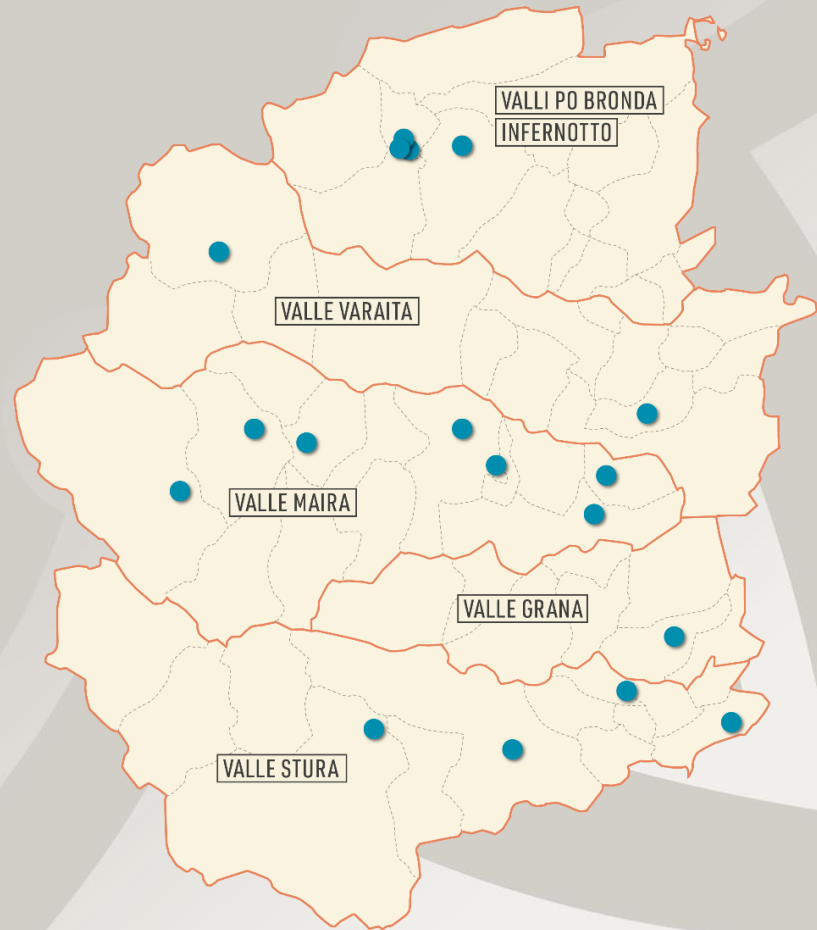 VALLI PO BRONDA
INFERNOTTO
VALLE VARAITA
VALLE MAIRA
VALLE GRANA
VALLE STURA